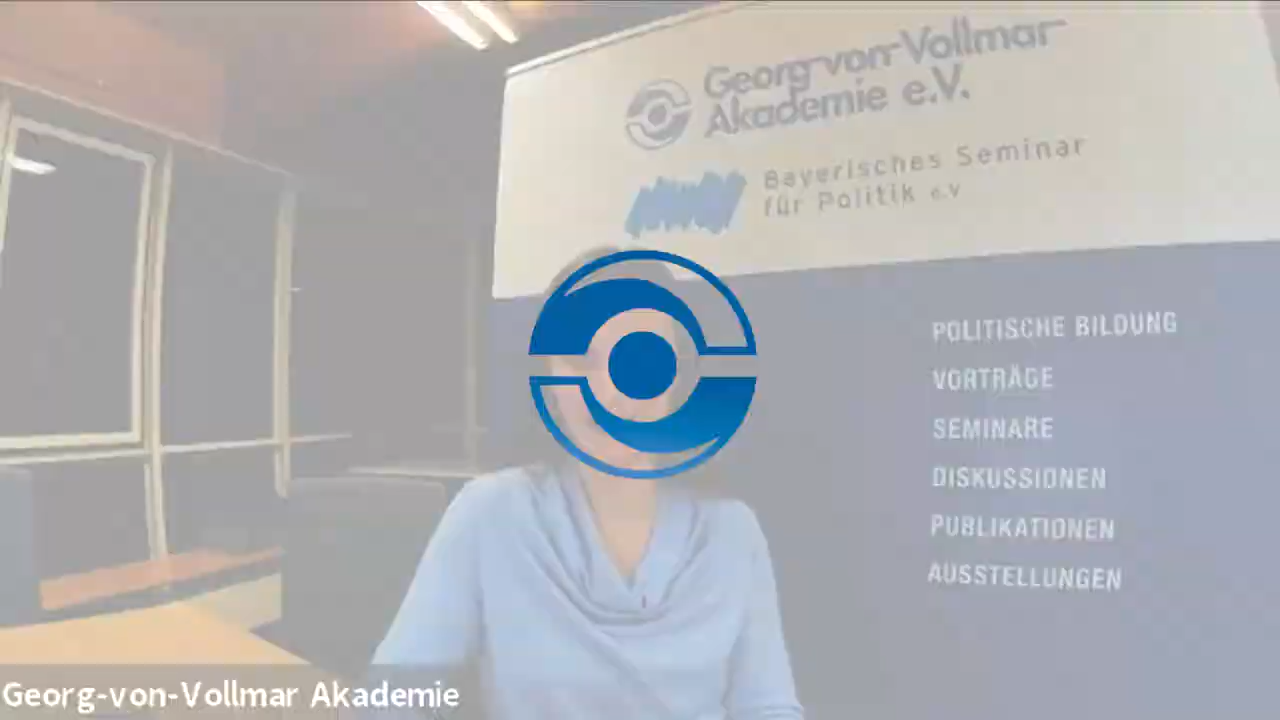 Georg-von-Vollmar
Akademie e.V.
Bayerisches Seminar
für Politik e.V
POLITISCHE BILDUNG
VORTRÄGE
SEMINARE
DISKUSSIONEN
PUBLIKATIONEN
AUSSTELLUNGEN
Georg-von-Vollmar Akademie